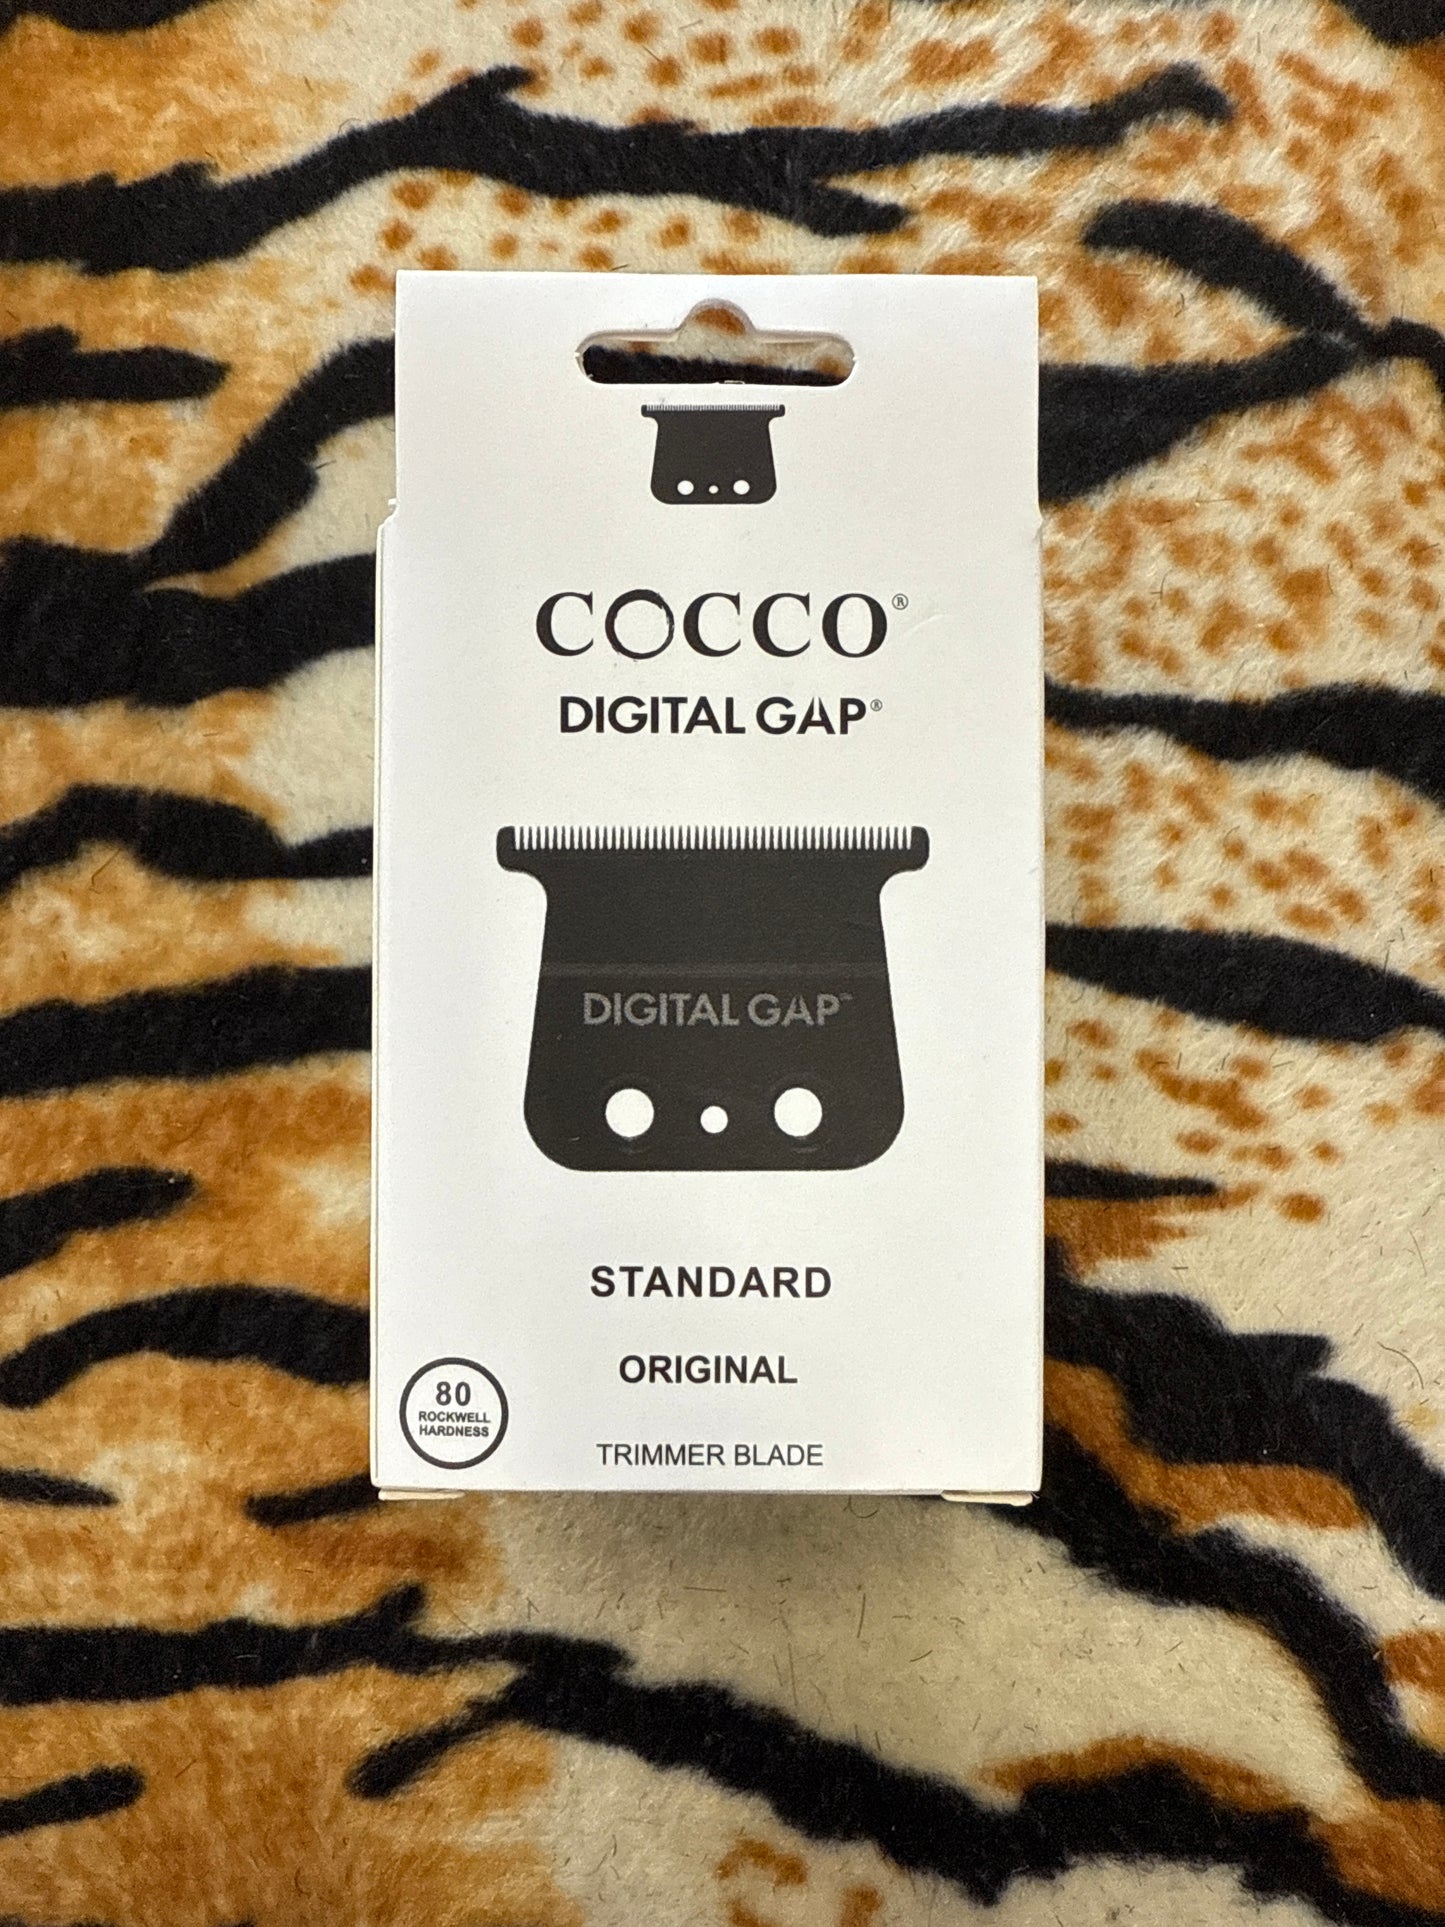 COCCO®
DIGITAL GAP®
DIGITAL GAP™
STANDARD
ORIGINAL
80
ROCKWELL
HARDNESS
TRIMMER BLADE